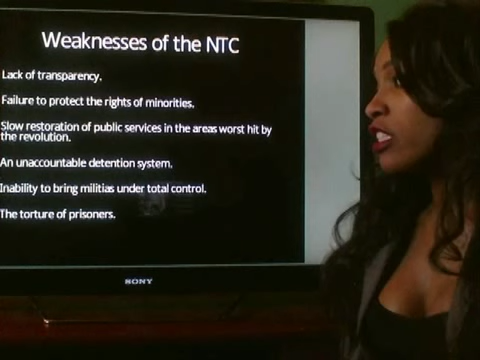 Weaknesses of the NTC
Lack of transparency.
Failure to protect the rights of minorities.
Slow restoration of public services in the areas worst hit by
the revolution.
An unaccountable detention system.
Inability to bring militias under total control.
The torture of prisoners.
SONY